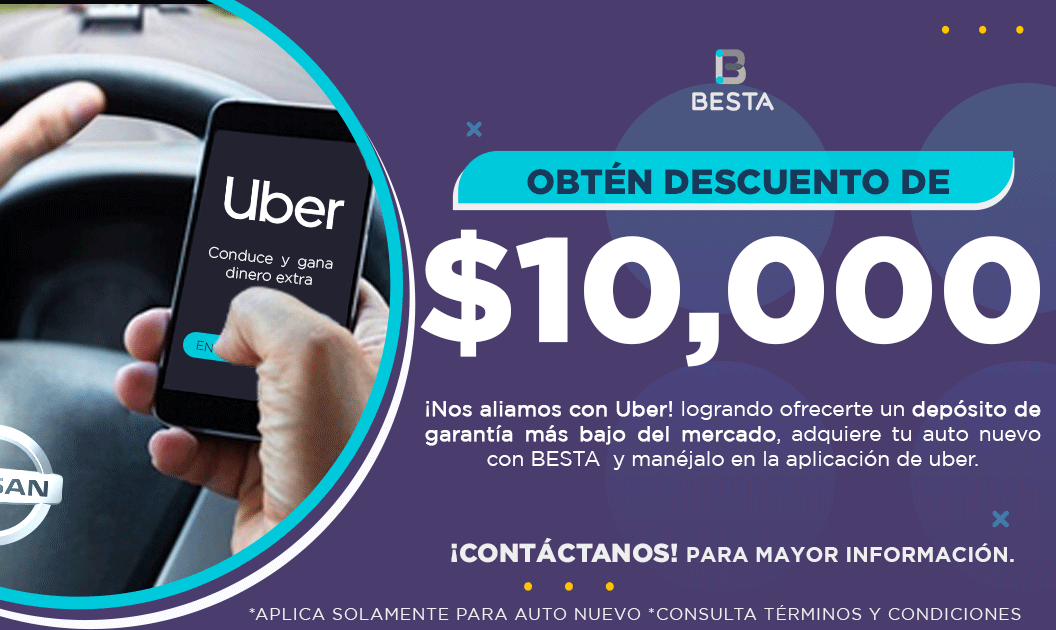 BESTA
OBTÉN DESCUENTO DE
$10,000
Uber
Conduce y gana
dinero extra
EN
¡Nos aliamos con Uber! logrando ofrecerte un depósito de
garantía más bajo del mercado, adquiere tu auto nuevo
con BESTA y manéjalo en la aplicación de uber.
¡CONTÁCTANOS! PARA MAYOR INFORMACIÓN.
*APLICA SOLAMENTE PARA AUTO NUEVO *CONSULTA TÉRMINOS Y CONDICIONES